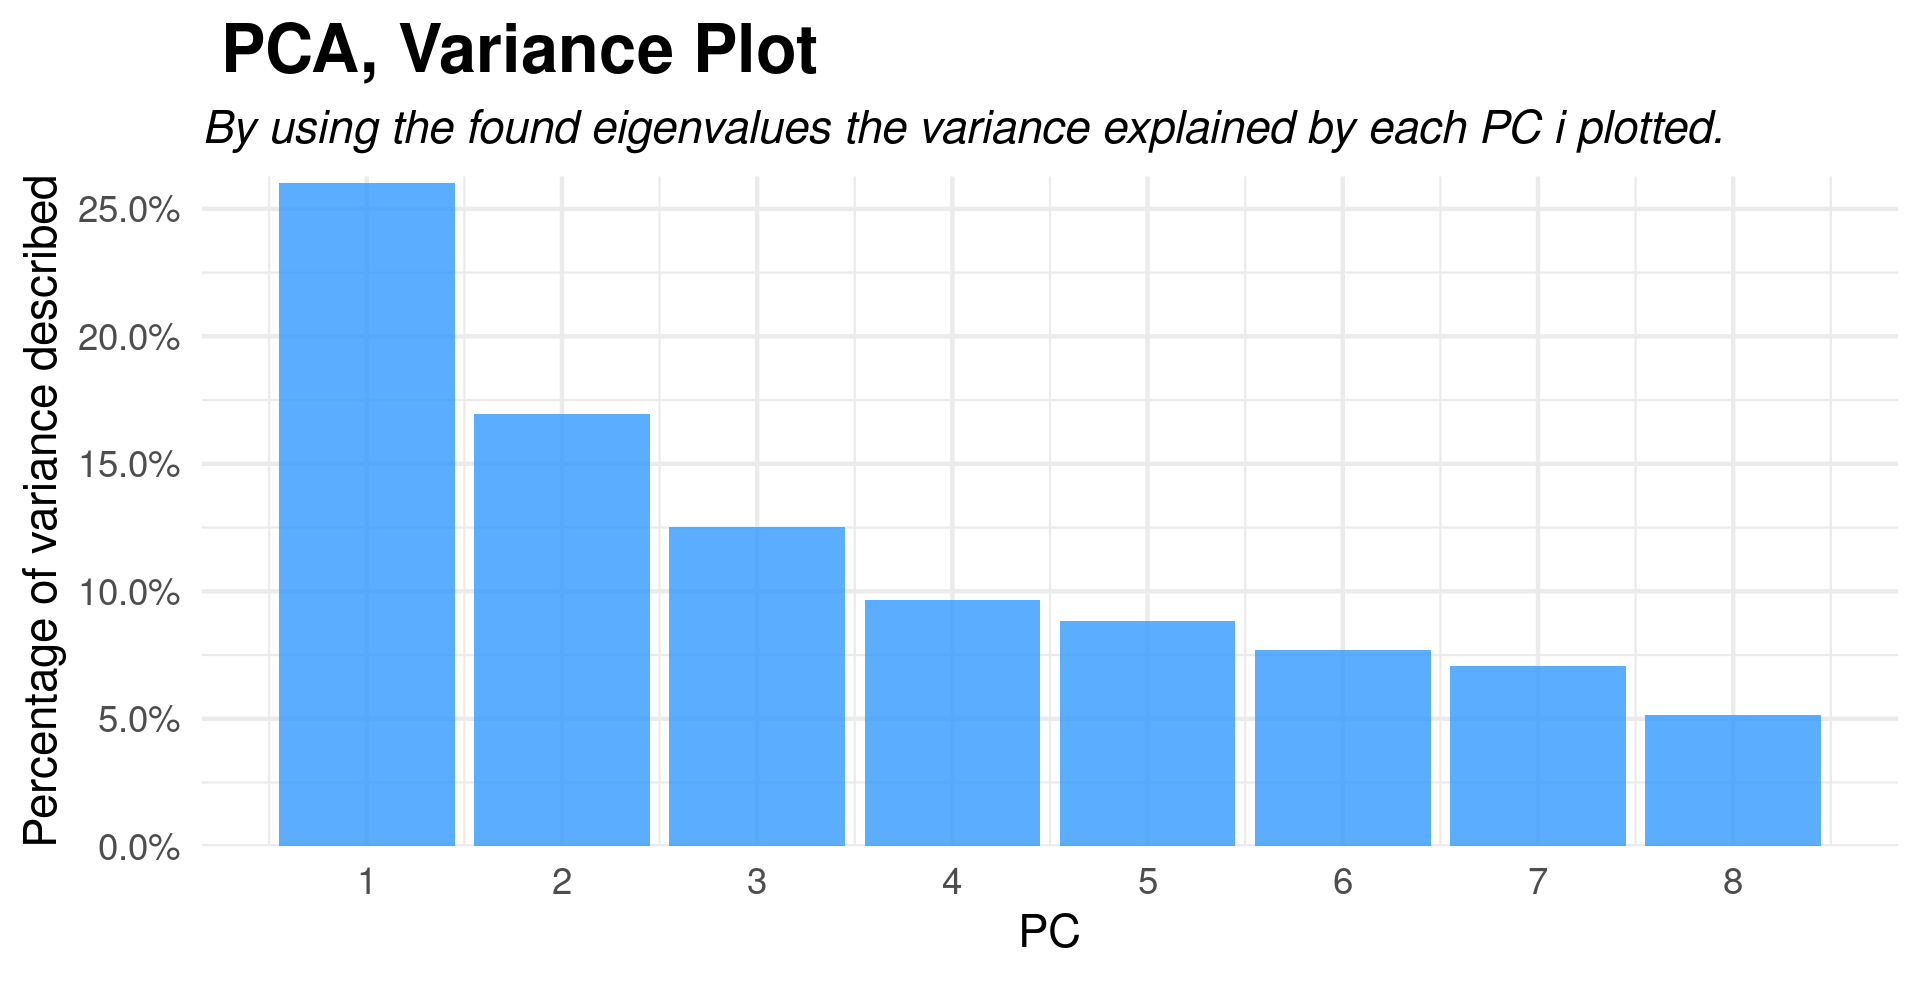 PCA, Variance Plot
By using the found eigenvalues the variance explained by each PC i plotted.
Percentage of variance described
25.0%
20.0%
15.0%
10.0%
5.0%
0.0%
1 2 3 4 5 6 7 8
PC